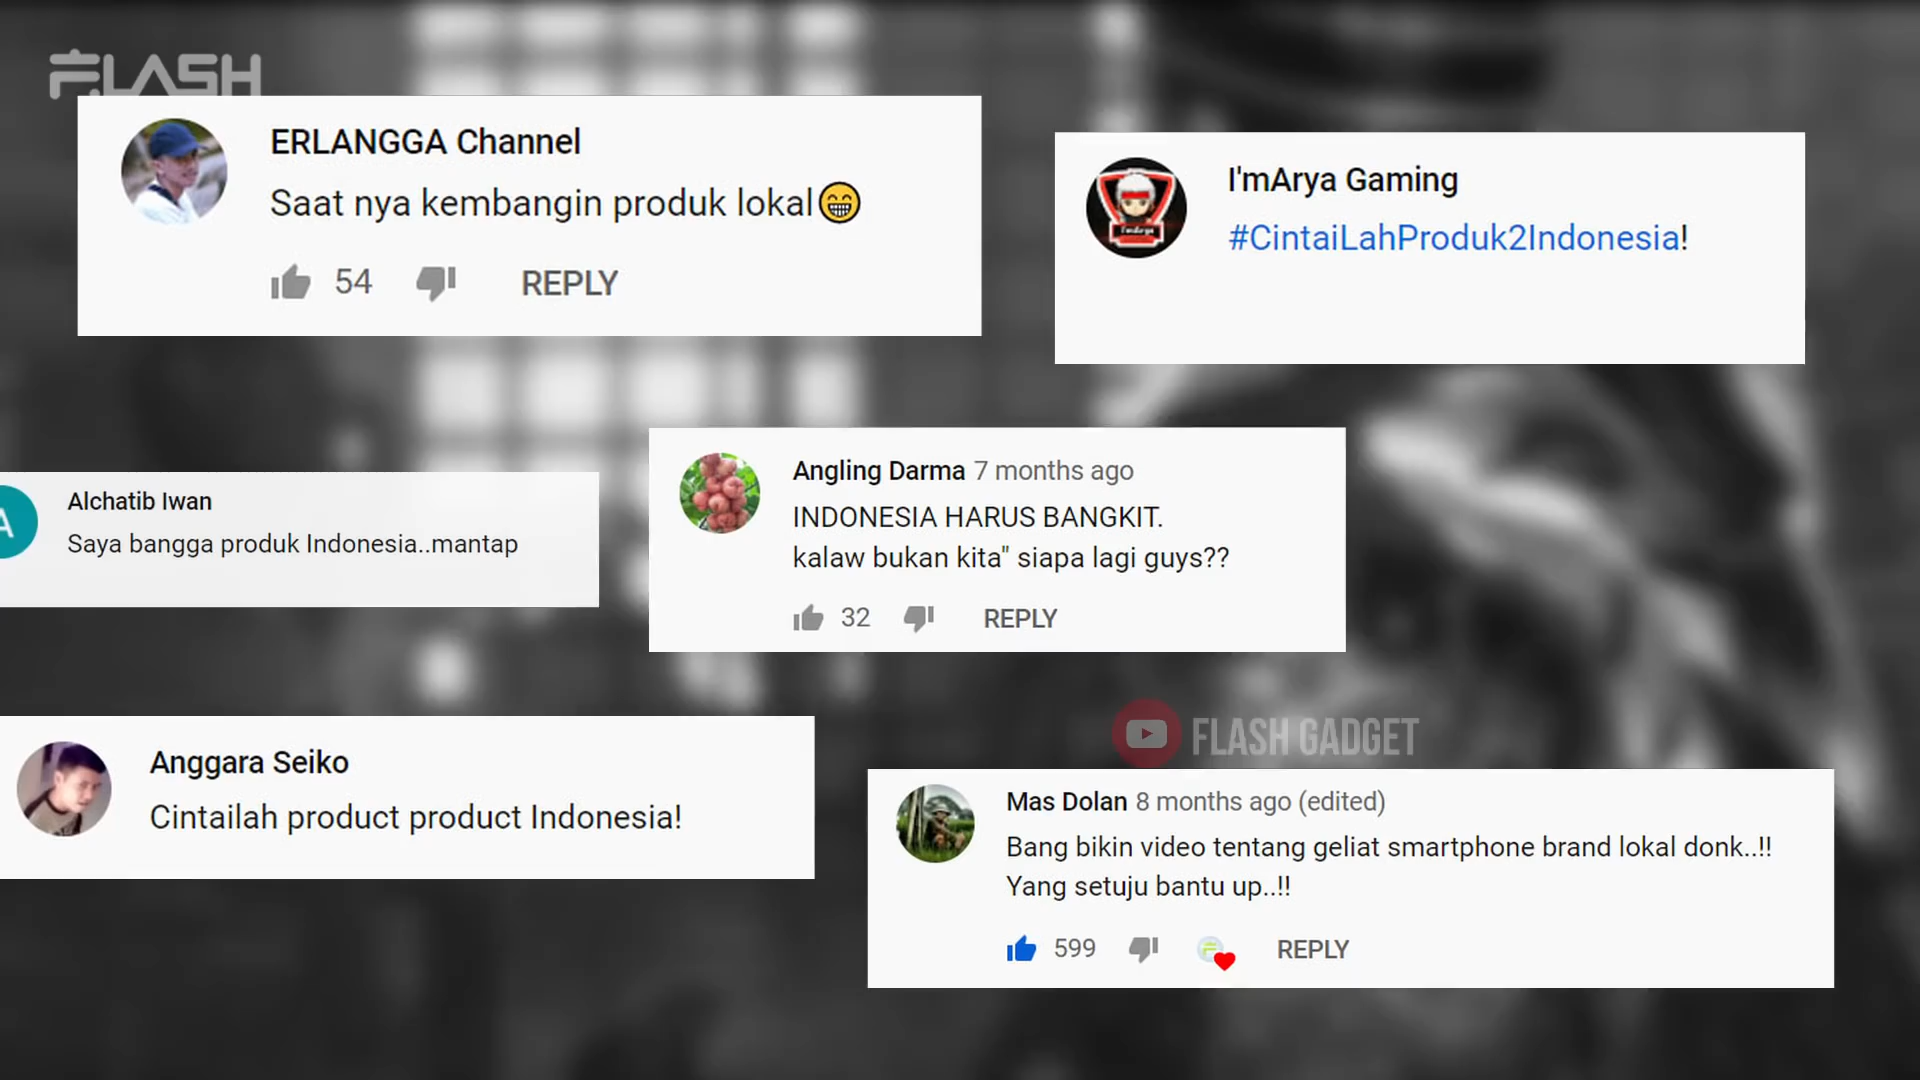 FLASH
ERLANGGA Channel
Saat nya kembangin produk lokal😁
54 REPLY
I'mArya Gaming
#CintaiLahProduk2Indonesia!
Angling Darma 7 months ago
INDONESIA HARUS BANGKIT.
kalaw bukan kita" siapa lagi guys??
32 REPLY
A
Alchatib Iwan
Saya bangga produk Indonesia..mantap
Anggara Seiko
Cintailah product product Indonesia!
FLASH GADGET
Mas Dolan 8 months ago (edited)
Bang bikin video tentang geliat smartphone brand lokal donk..!!
Yang setuju bantu up..!!
599 REPLY